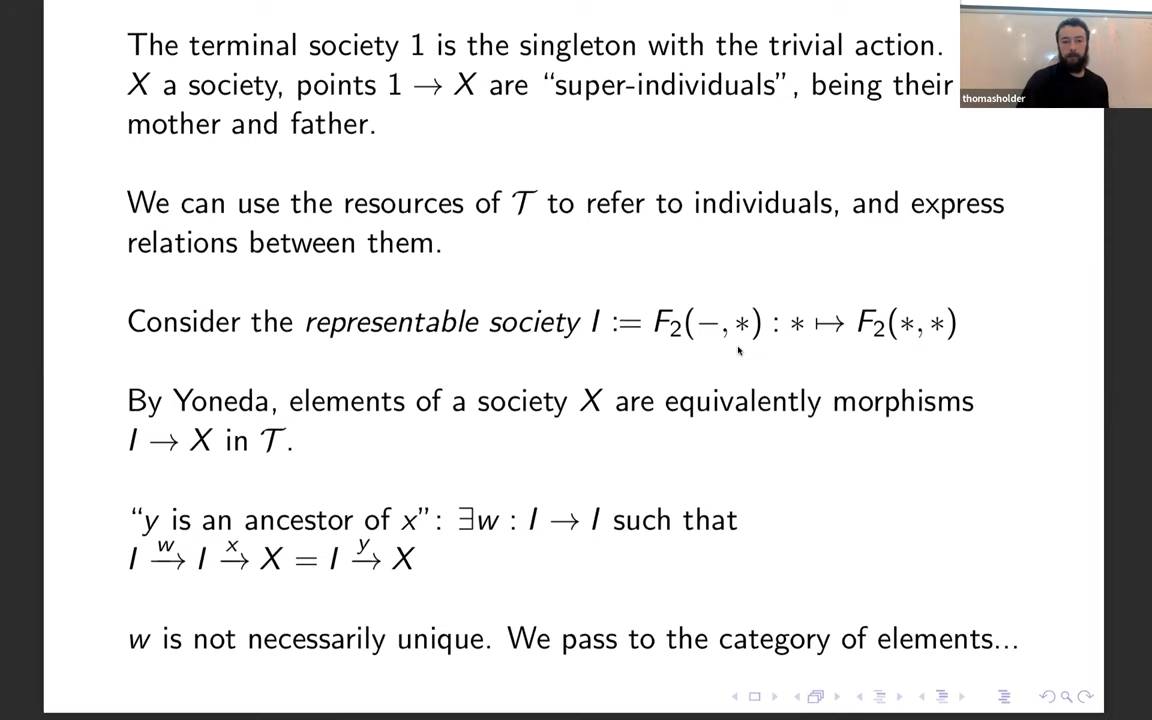 The terminal society 1 is the singleton with the trivial action.
X a society, points 1 → X are “super-individuals”, being their
mother and father.
thomasholder
We can use the resources of 𝒯 to refer to individuals, and express
relations between them.
Consider the representable society I := F₂(−, ∗) : ∗ ↦ F₂(∗, ∗)
By Yoneda, elements of a society X are equivalently morphisms
I → X in 𝒯.
“y is an ancestor of x”: ∃w : I → I such that
I →ʷ I →ˣ X = I →ʸ X
w is not necessarily unique. We pass to the category of elements...